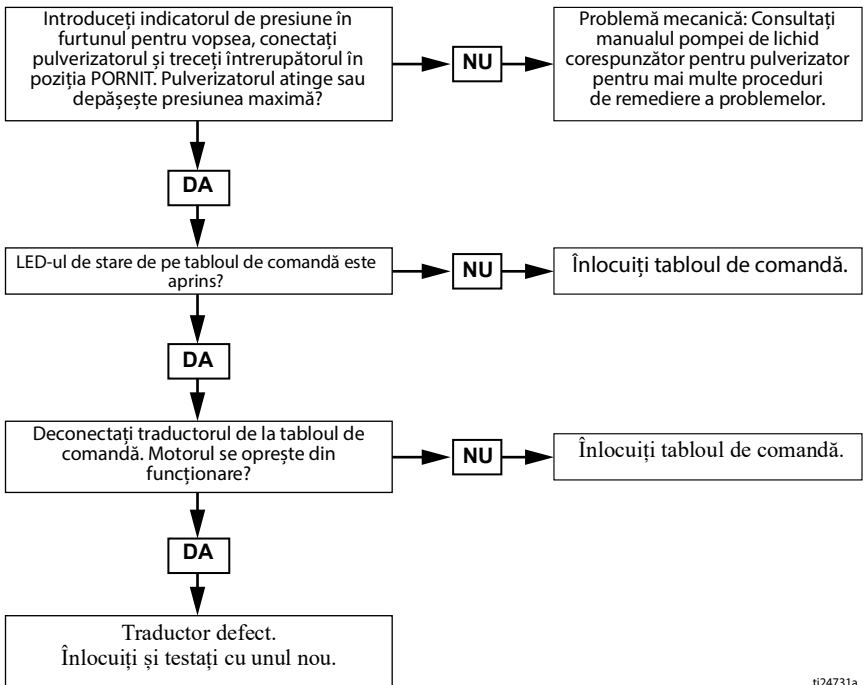 Introduceți indicatorul de presiune în
furtunul pentru vopsea, conectați
pulverizatorul și treceți întrerupătorul în
poziția PORNIT. Pulverizatorul atinge sau
depășește presiunea maximă?
NU
Problemă mecanică: Consultați
manualul pompei de lichid
corespunzător pentru pulverizator
pentru mai multe proceduri
de remediere a problemelor.
DA
LED-ul de stare de pe tabloul de comandă este
aprins?
NU
Înlocuiți tabloul de comandă.
DA
Deconectați traductorul de la tabloul de
comandă. Motorul se oprește din
funcționare?
NU
Înlocuiți tabloul de comandă.
DA
Traductor defect.
Înlocuiți și testați cu unul nou.
ti24731a